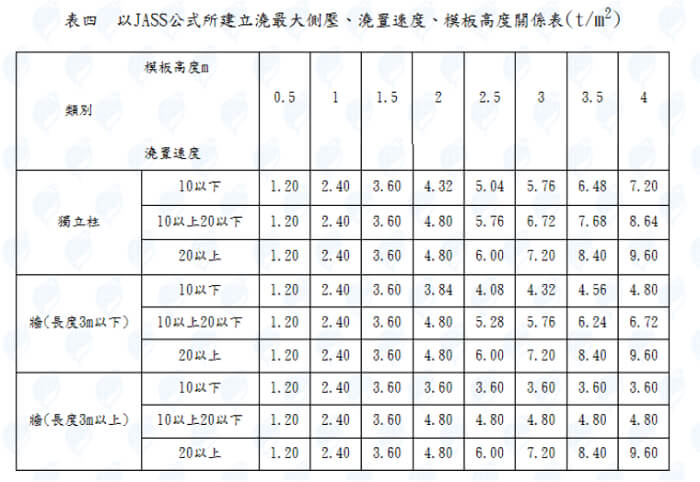 表四 以JASS公式所建立澆最大側壓、澆置速度、模板高度關係表(t/m²)
模板高度m
類別
澆置速度
0.5 1 1.5 2 2.5 3 3.5 4
獨立柱
10以下 1.20 2.40 3.60 4.32 5.04 5.76 6.48 7.20
10以上20以下 1.20 2.40 3.60 4.80 5.76 6.72 7.68 8.64
20以上 1.20 2.40 3.60 4.80 6.00 7.20 8.40 9.60
牆(長度3m以下)
10以下 1.20 2.40 3.60 3.84 4.08 4.32 4.56 4.80
10以上20以下 1.20 2.40 3.60 4.80 5.28 5.76 6.24 6.72
20以上 1.20 2.40 3.60 4.80 6.00 7.20 8.40 9.60
牆(長度3m以上)
10以下 1.20 2.40 3.60 3.60 3.60 3.60 3.60 3.60
10以上20以下 1.20 2.40 3.60 4.80 4.80 4.80 4.80 4.80
20以上 1.20 2.40 3.60 4.80 6.00 7.20 8.40 9.60